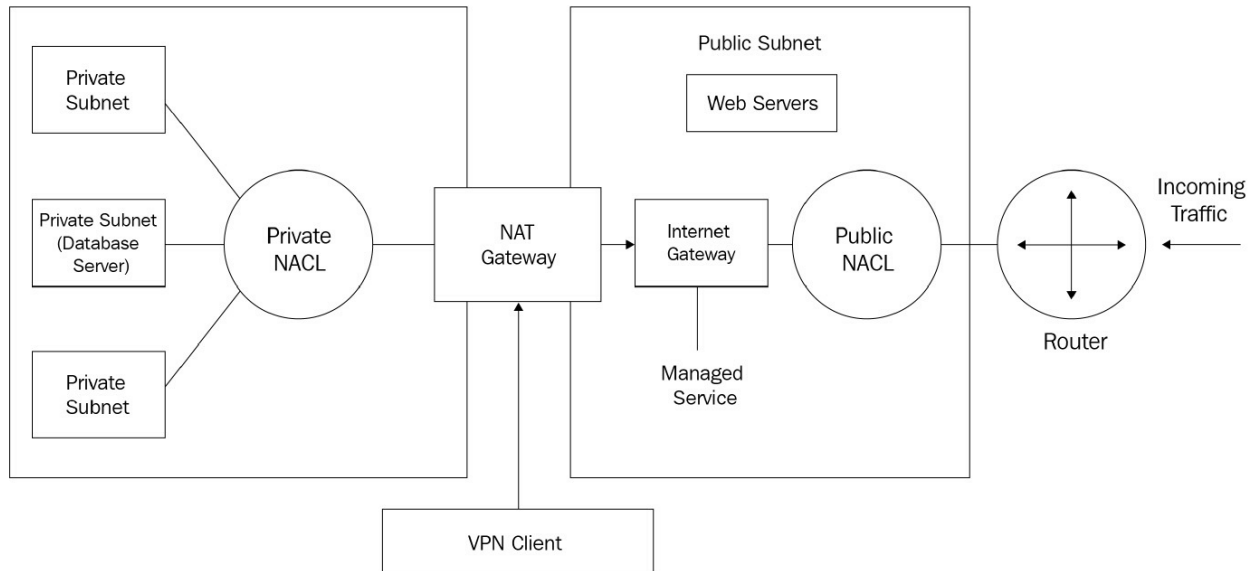 Private
Subnet
Private Subnet
(Database
Server)
Private
Subnet
Private
NACL
NAT
Gateway
VPN Client
Public Subnet
Web Servers
Internet
Gateway
Managed
Service
Public
NACL
Router
Incoming
Traffic